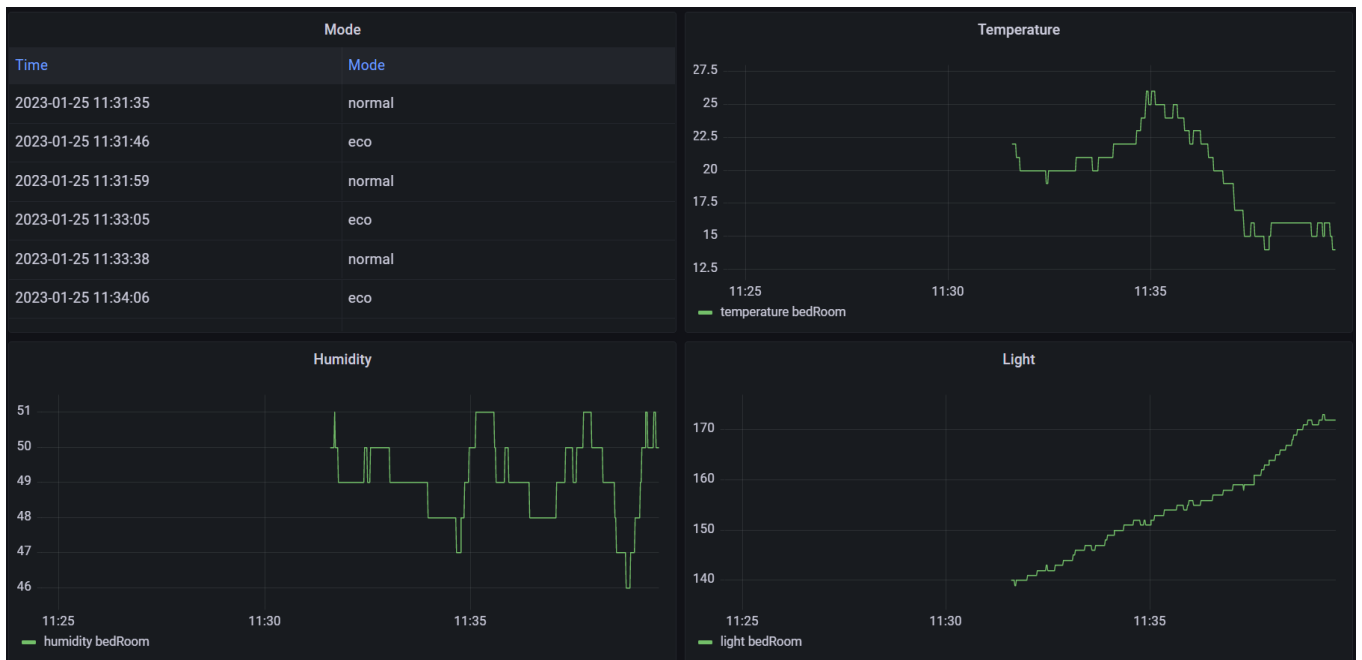 Mode
Time Mode
2023-01-25 11:31:35 normal
2023-01-25 11:31:46 eco
2023-01-25 11:31:59 normal
2023-01-25 11:33:05 eco
2023-01-25 11:33:38 normal
2023-01-25 11:34:06 eco
Temperature
27.5
25
22.5
20
17.5
15
12.5
11:25 11:30 11:35
temperature bedRoom
Humidity
51
50
49
48
47
46
11:25 11:30 11:35
humidity bedRoom
Light
170
160
150
140
11:25 11:30 11:35
light bedRoom